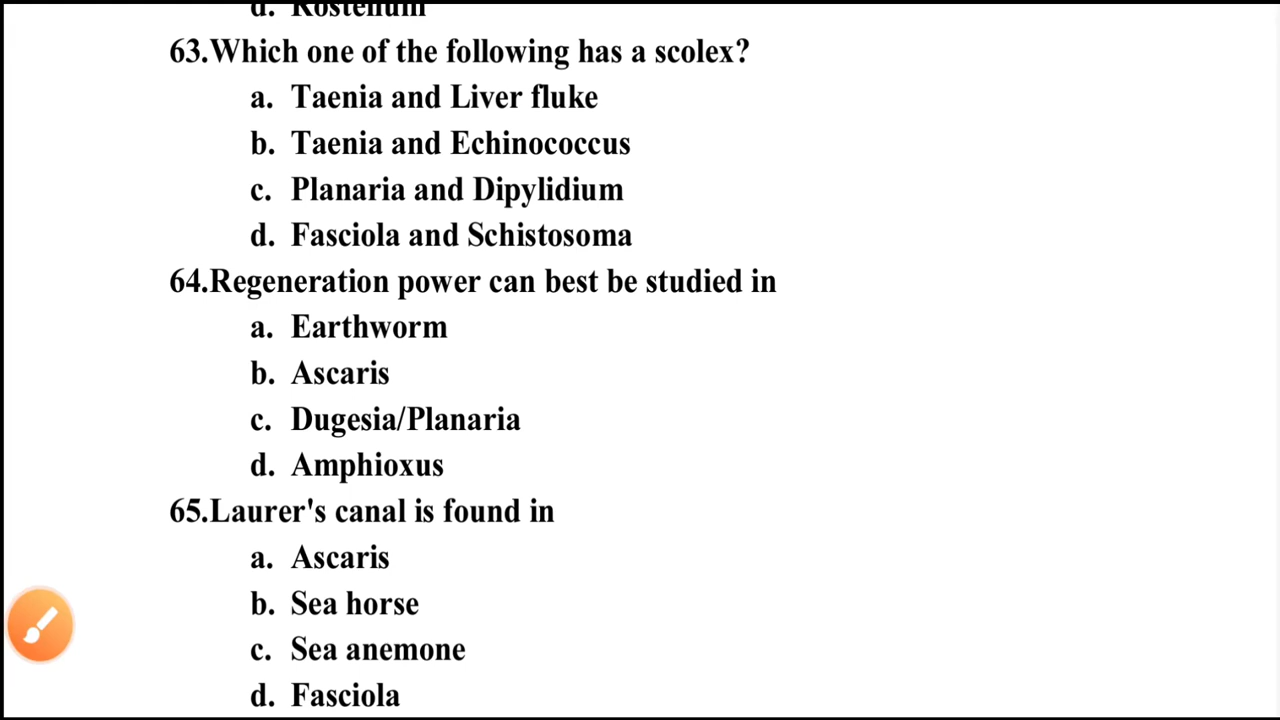 d. Rostellum
63.Which one of the following has a scolex?
a. Taenia and Liver fluke
b. Taenia and Echinococcus
c. Planaria and Dipylidium
d. Fasciola and Schistosoma
64.Regeneration power can best be studied in
a. Earthworm
b. Ascaris
c. Dugesia/Planaria
d. Amphioxus
65.Laurer's canal is found in
a. Ascaris
b. Sea horse
c. Sea anemone
d. Fasciola